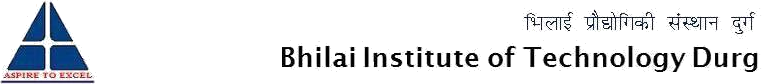 भिलाई प्रौद्योगिकी संस्थान दुर्ग
Bhilai Institute of Technology Durg
ASPIRE TO EXCEL